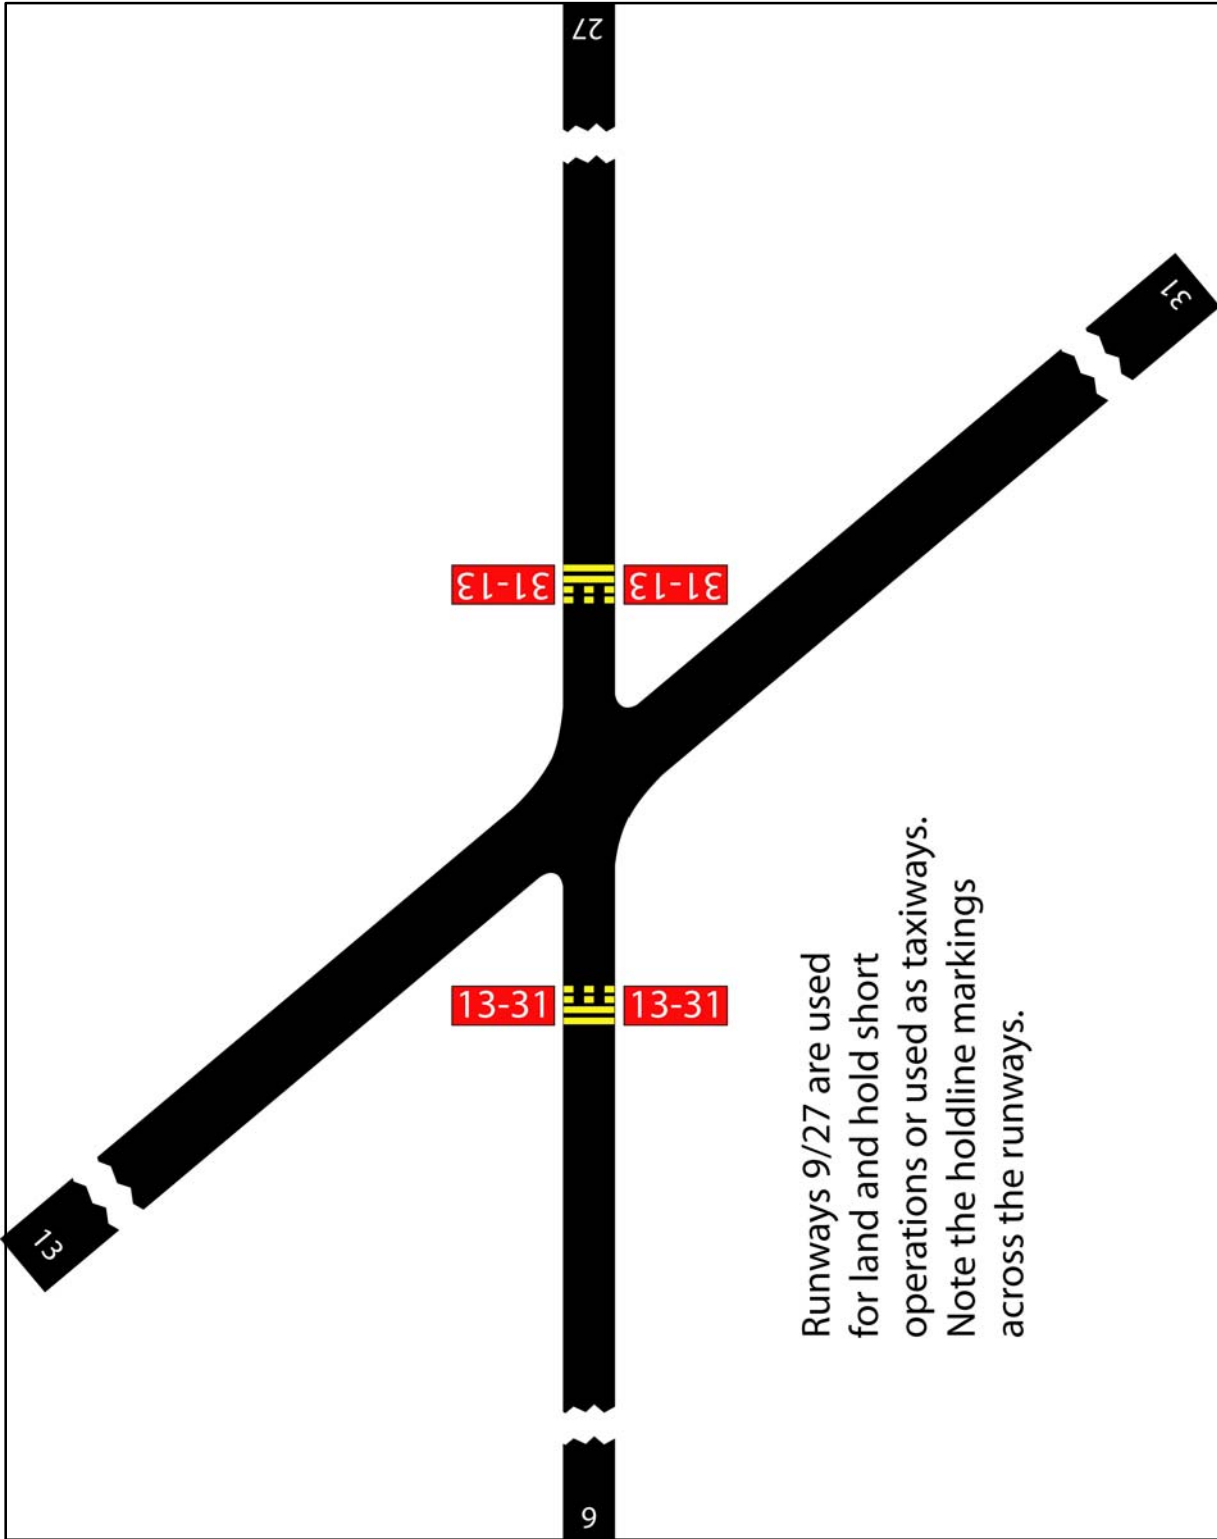 27
31
31-13
31-13
13-31
13-31
13
9
Runways 9/27 are used
for land and hold short
operations or used as taxiways.
Note the holdline markings
across the runways.